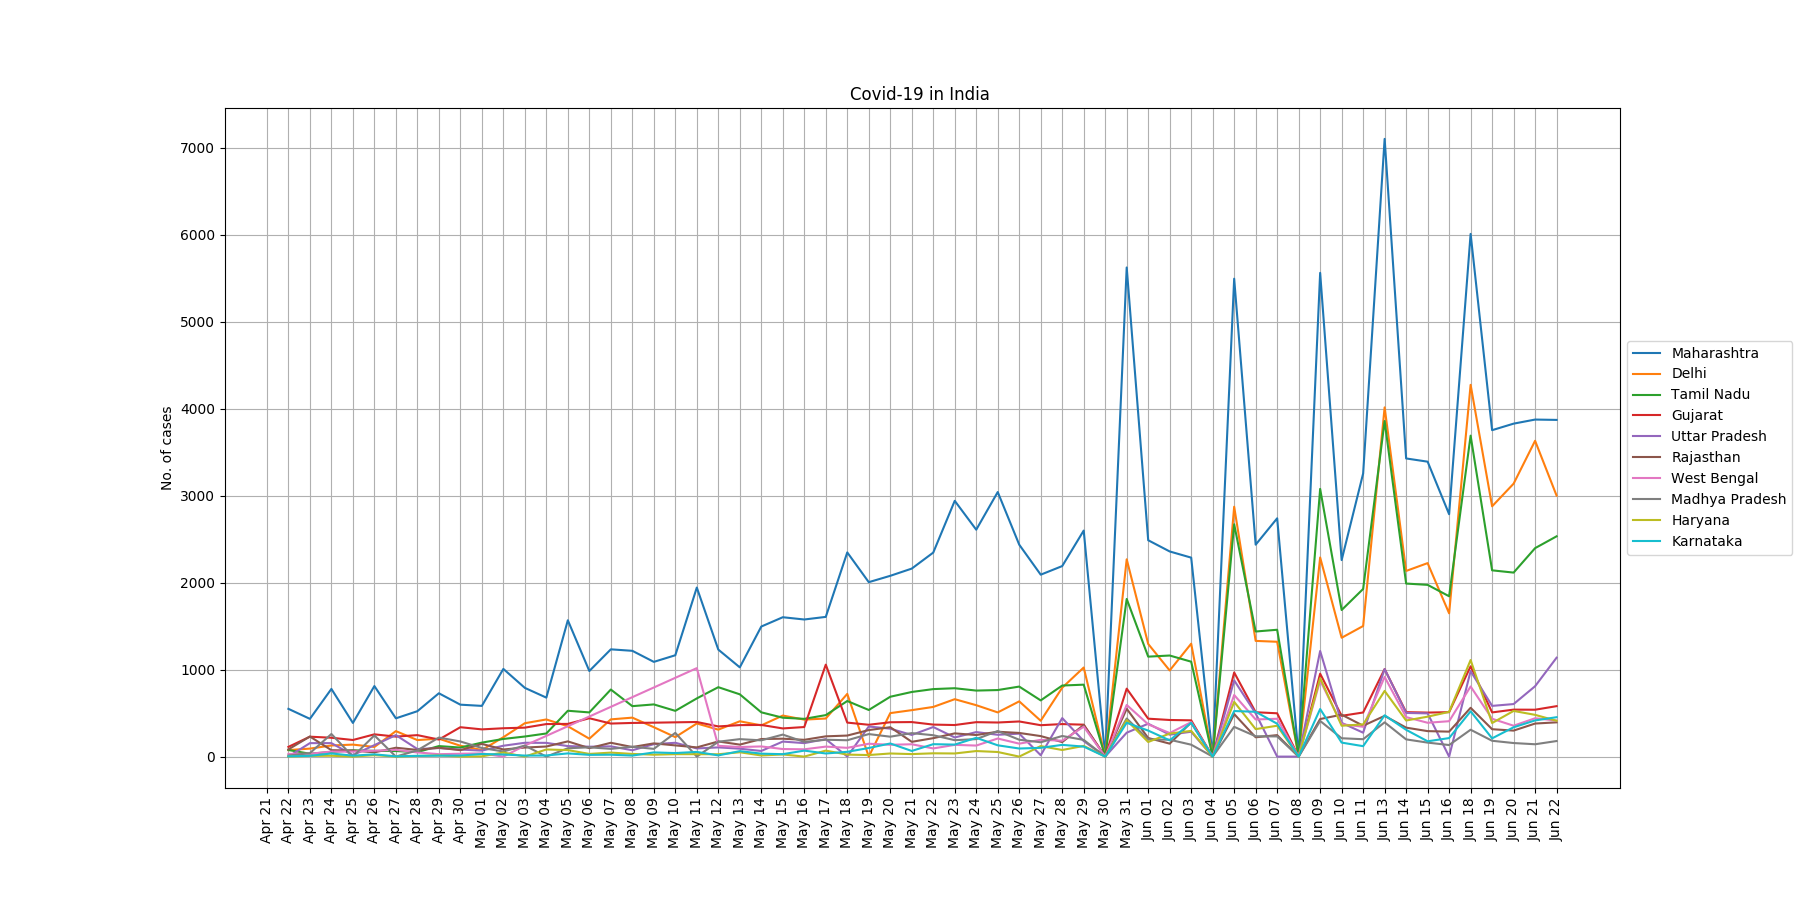 Covid-19 in India
No. of cases
7000
6000
5000
4000
3000
2000
1000
0
Apr 21
Apr 22
Apr 23
Apr 24
Apr 25
Apr 26
Apr 27
Apr 28
Apr 29
Apr 30
May 01
May 02
May 03
May 04
May 05
May 06
May 07
May 08
May 09
May 10
May 11
May 12
May 13
May 14
May 15
May 16
May 17
May 18
May 19
May 20
May 21
May 22
May 23
May 24
May 25
May 26
May 27
May 28
May 29
May 30
May 31
Jun 01
Jun 02
Jun 03
Jun 04
Jun 05
Jun 06
Jun 07
Jun 08
Jun 09
Jun 10
Jun 11
Jun 13
Jun 14
Jun 15
Jun 16
Jun 18
Jun 19
Jun 20
Jun 21
Jun 22
Maharashtra
Delhi
Tamil Nadu
Gujarat
Uttar Pradesh
Rajasthan
West Bengal
Madhya Pradesh
Haryana
Karnataka